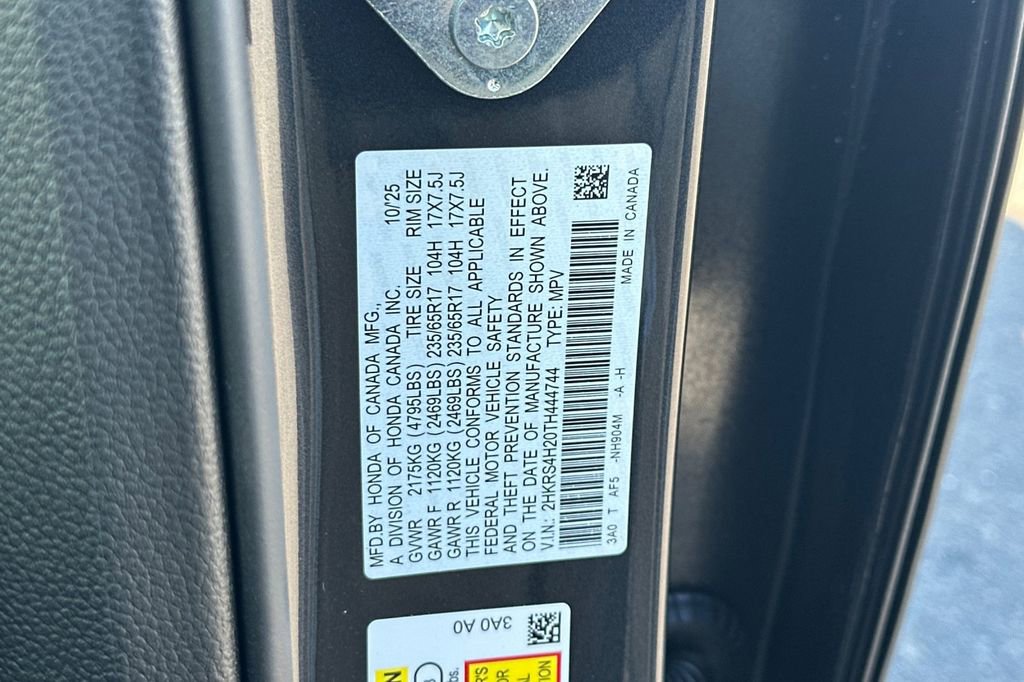 MFD.BY HONDA OF CANADA MFG.,
A DIVISION OF HONDA CANADA INC. 10/'25
GVWR 2175KG (4795LBS) TIRE SIZE RIM SIZE
GAWR F 1120KG (2469LBS) 235/65R17 104H 17X7.5J
GAWR R 1120KG (2469LBS) 235/65R17 104H 17X7.5J
THIS VEHICLE CONFORMS TO ALL APPLICABLE
FEDERAL MOTOR VEHICLE SAFETY
AND THEFT PREVENTION STANDARDS IN EFFECT
ON THE DATE OF MANUFACTURE SHOWN ABOVE.
V.I.N.: 2HKRS4H20TH444744 TYPE: MPV
3A0 T AF5 -NH904M -A -H
MADE IN CANADA
3A0 A0